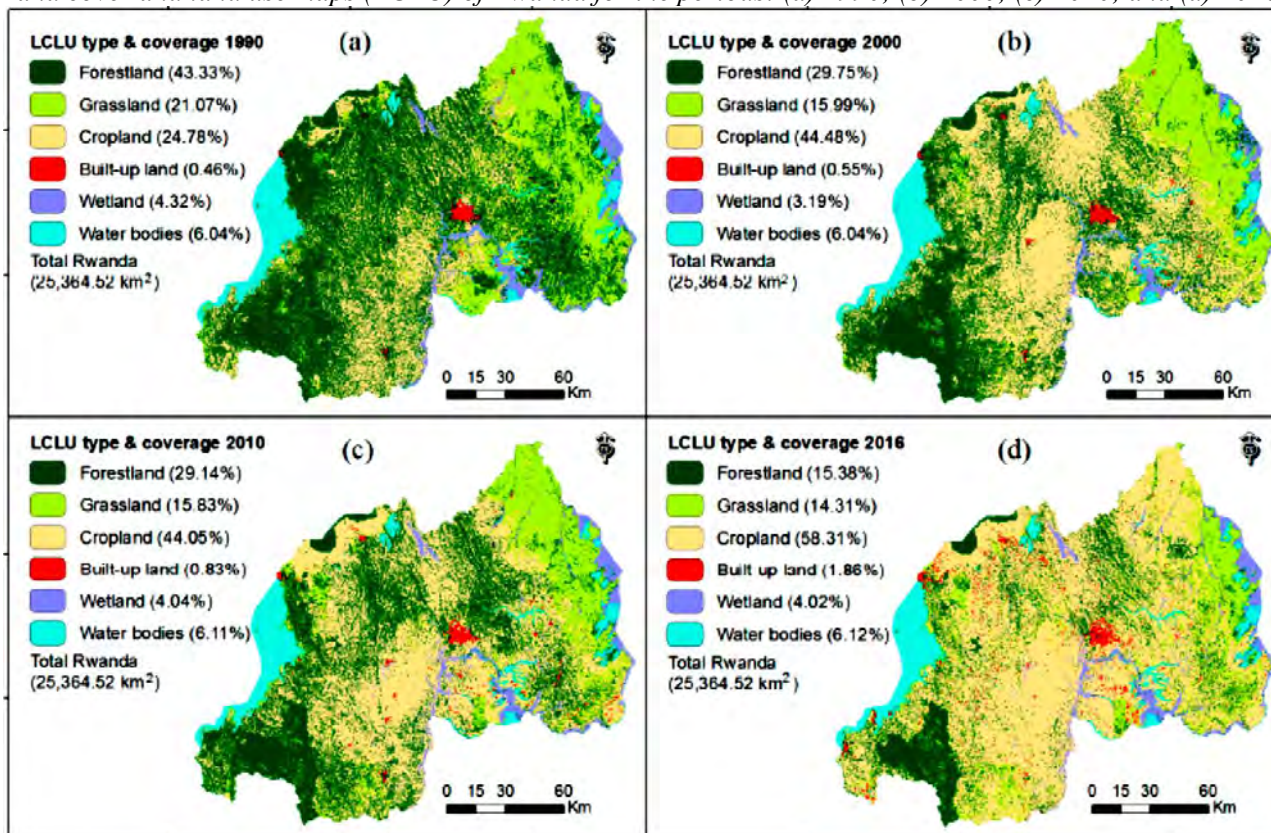 LCLU type & coverage 1990
(a)
Forestland (43.33%)
Grassland (21.07%)
Cropland (24.78%)
Built-up land (0.46%)
Wetland (4.32%)
Water bodies (6.04%)
Total Rwanda
(25,364.52 km²)
0 15 30 60
Km
LCLU type & coverage 2000
(b)
Forestland (29.75%)
Grassland (15.99%)
Cropland (44.48%)
Built-up land (0.55%)
Wetland (3.19%)
Water bodies (6.04%)
Total Rwanda
(25,364.52 km²)
0 15 30 60
Km
LCLU type & coverage 2010
(c)
Forestland (29.14%)
Grassland (15.83%)
Cropland (44.05%)
Built-up land (0.83%)
Wetland (4.04%)
Water bodies (6.11%)
Total Rwanda
(25,364.52 km²)
0 15 30 60
Km
LCLU type & coverage 2016
(d)
Forestland (15.38%)
Grassland (14.31%)
Cropland (58.31%)
Built up land (1.86%)
Wetland (4.02%)
Water bodies (6.12%)
Total Rwanda
(25,364.52 km²)
0 15 30 60
Km